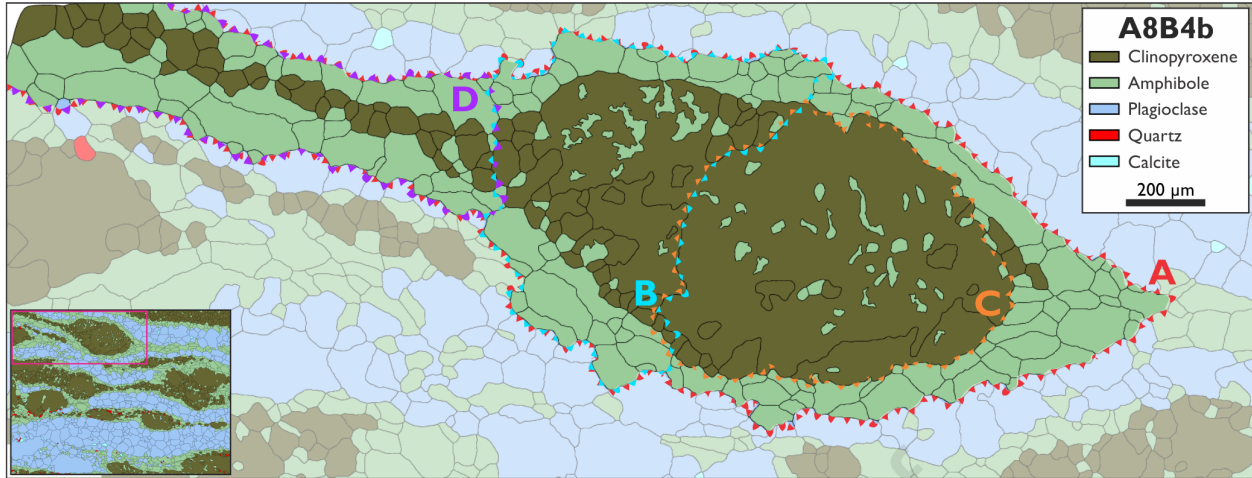 A8B4b
Clinopyroxene
Amphibole
Plagioclase
Quartz
Calcite
200 µm
D
B
C
A